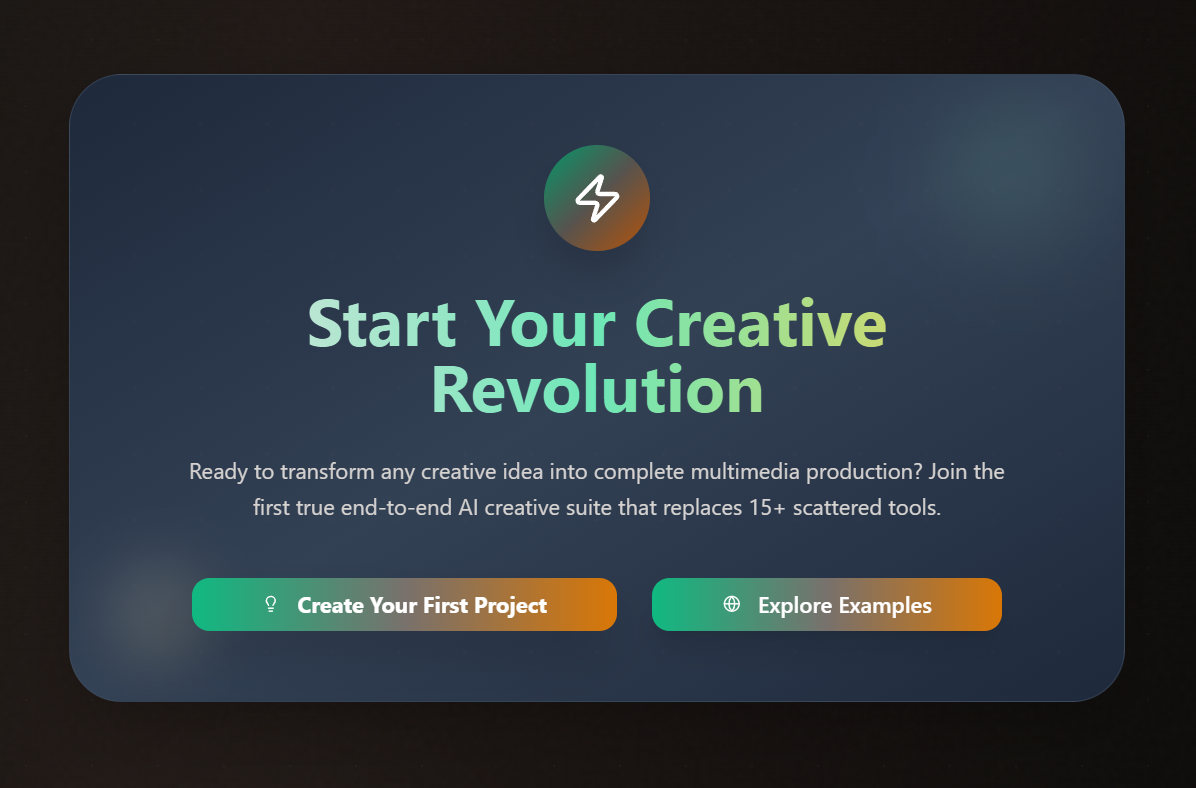 Start Your Creative
Revolution
Ready to transform any creative idea into complete multimedia production? Join the
first true end-to-end AI creative suite that replaces 15+ scattered tools.
Create Your First Project
Explore Examples